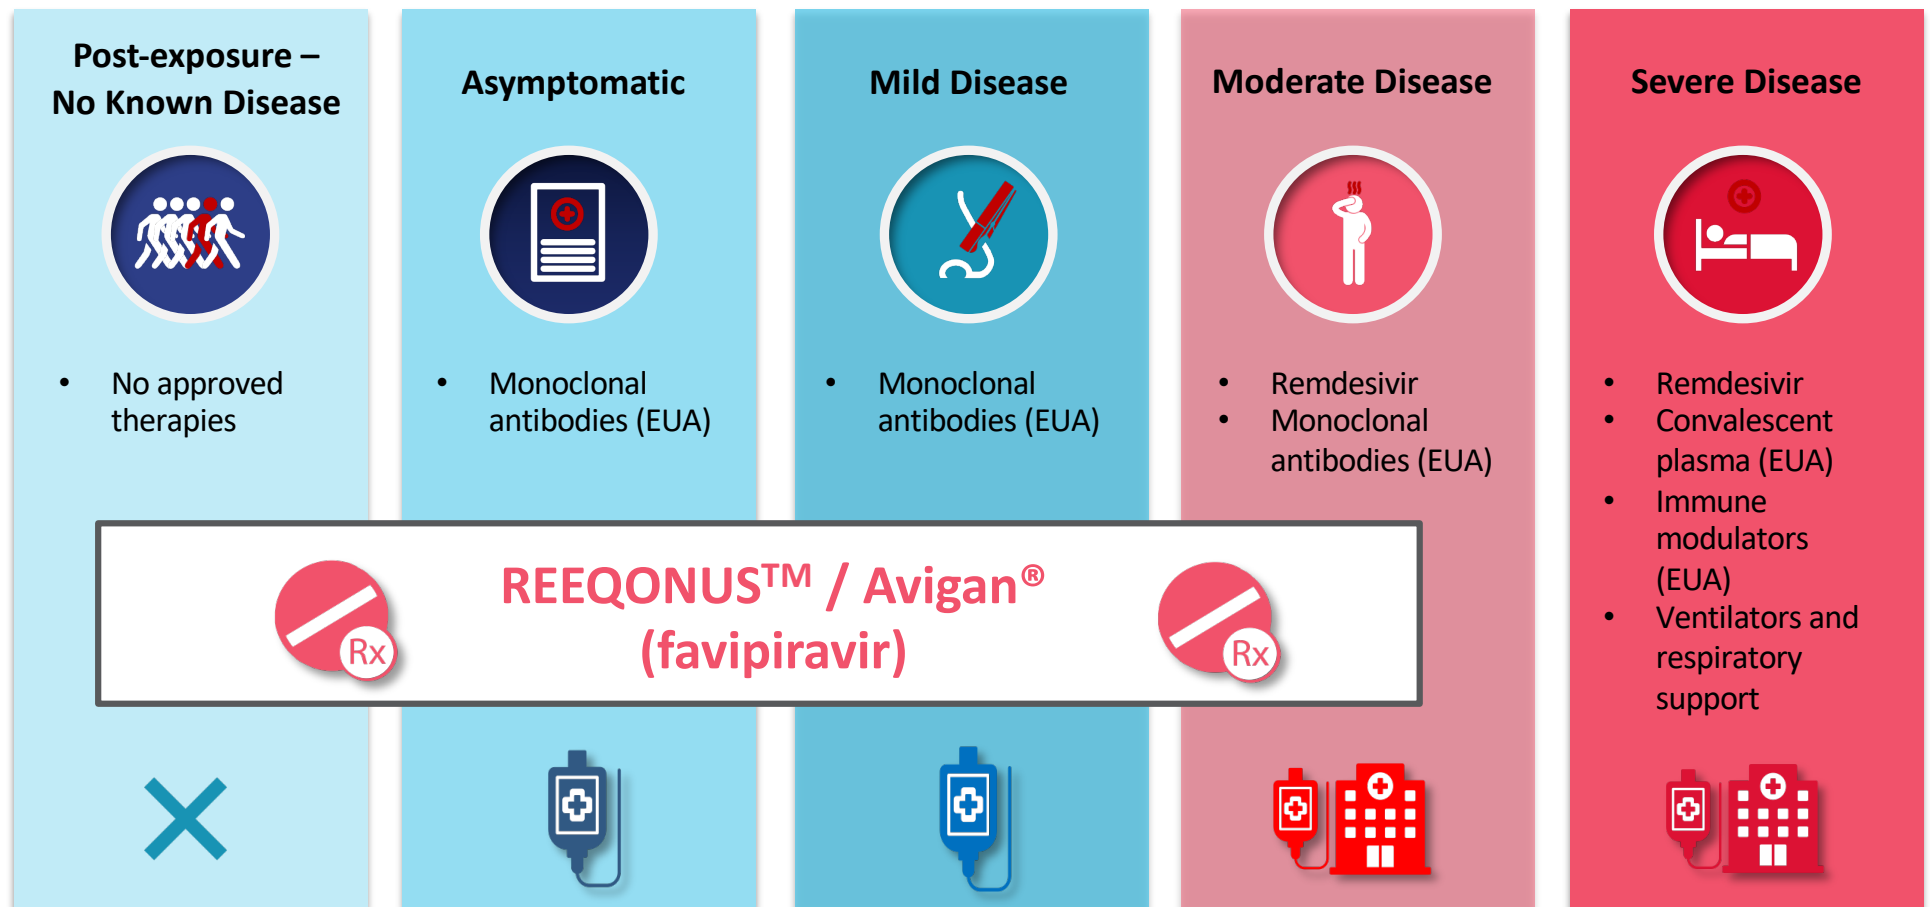 Post-exposure –
No Known Disease
• No approved
therapies
Asymptomatic
• Monoclonal
antibodies (EUA)
Mild Disease
• Monoclonal
antibodies (EUA)
Moderate Disease
• Remdesivir
• Monoclonal
antibodies (EUA)
Severe Disease
• Remdesivir
• Convalescent
plasma (EUA)
• Immune
modulators
(EUA)
• Ventilators and
respiratory
support
Rx
REEQONUS™ / Avigan®
(favipiravir)
Rx